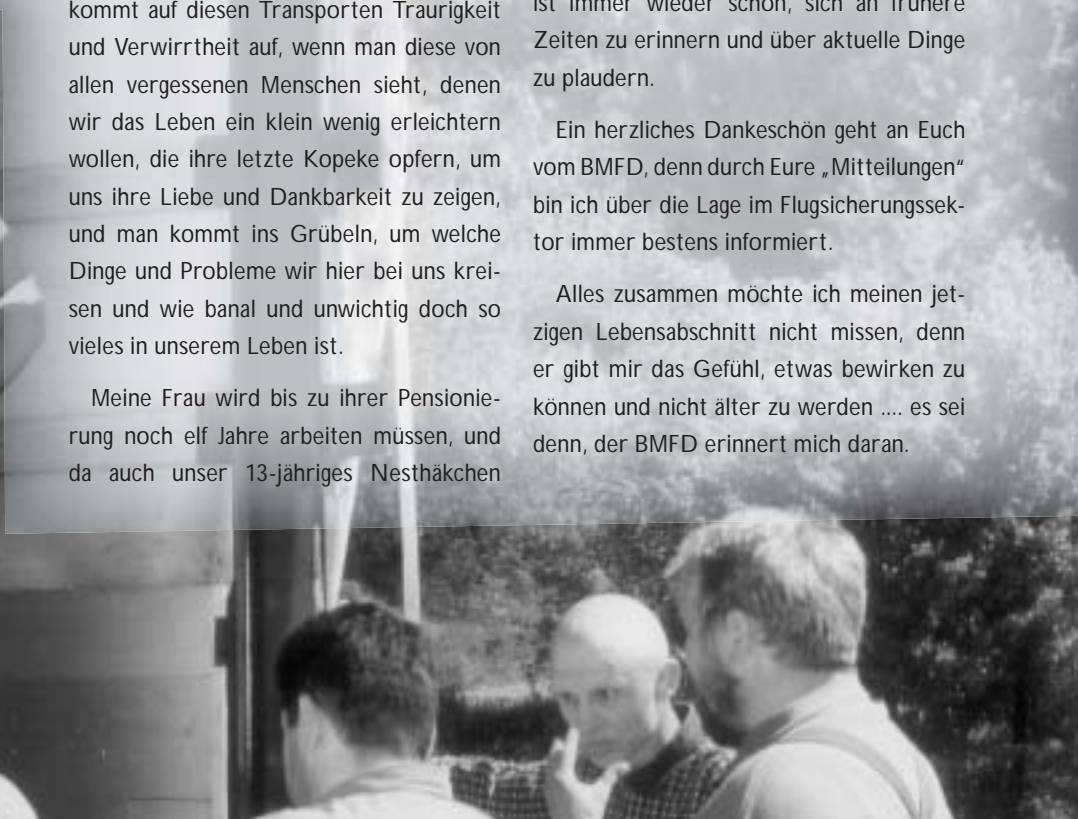 kommt auf diesen Transporten Traurigkeit
und Verwirrtheit auf, wenn man diese von
allen vergessenen Menschen sieht, denen
wir das Leben ein klein wenig erleichtern
wollen, die ihre letzte Kopeke opfern, um
uns ihre Liebe und Dankbarkeit zu zeigen,
und man kommt ins Grübeln, um welche
Dinge und Probleme wir hier bei uns krei-
sen und wie banal und unwichtig doch so
vieles in unserem Leben ist.
Meine Frau wird bis zu ihrer Pensionie-
rung noch elf Jahre arbeiten müssen, und
da auch unser 13-jähriges Nesthäkchen
ist immer wieder schön, sich an frühere
Zeiten zu erinnern und über aktuelle Dinge
zu plaudern.
Ein herzliches Dankeschön geht an Euch
vom BMFD, denn durch Eure „Mitteilungen“
bin ich über die Lage im Flugsicherungssek-
tor immer bestens informiert.
Alles zusammen möchte ich meinen jet-
zigen Lebensabschnitt nicht missen, denn
er gibt mir das Gefühl, etwas bewirken zu
können und nicht älter zu werden .... es sei
denn, der BMFD erinnert mich daran.